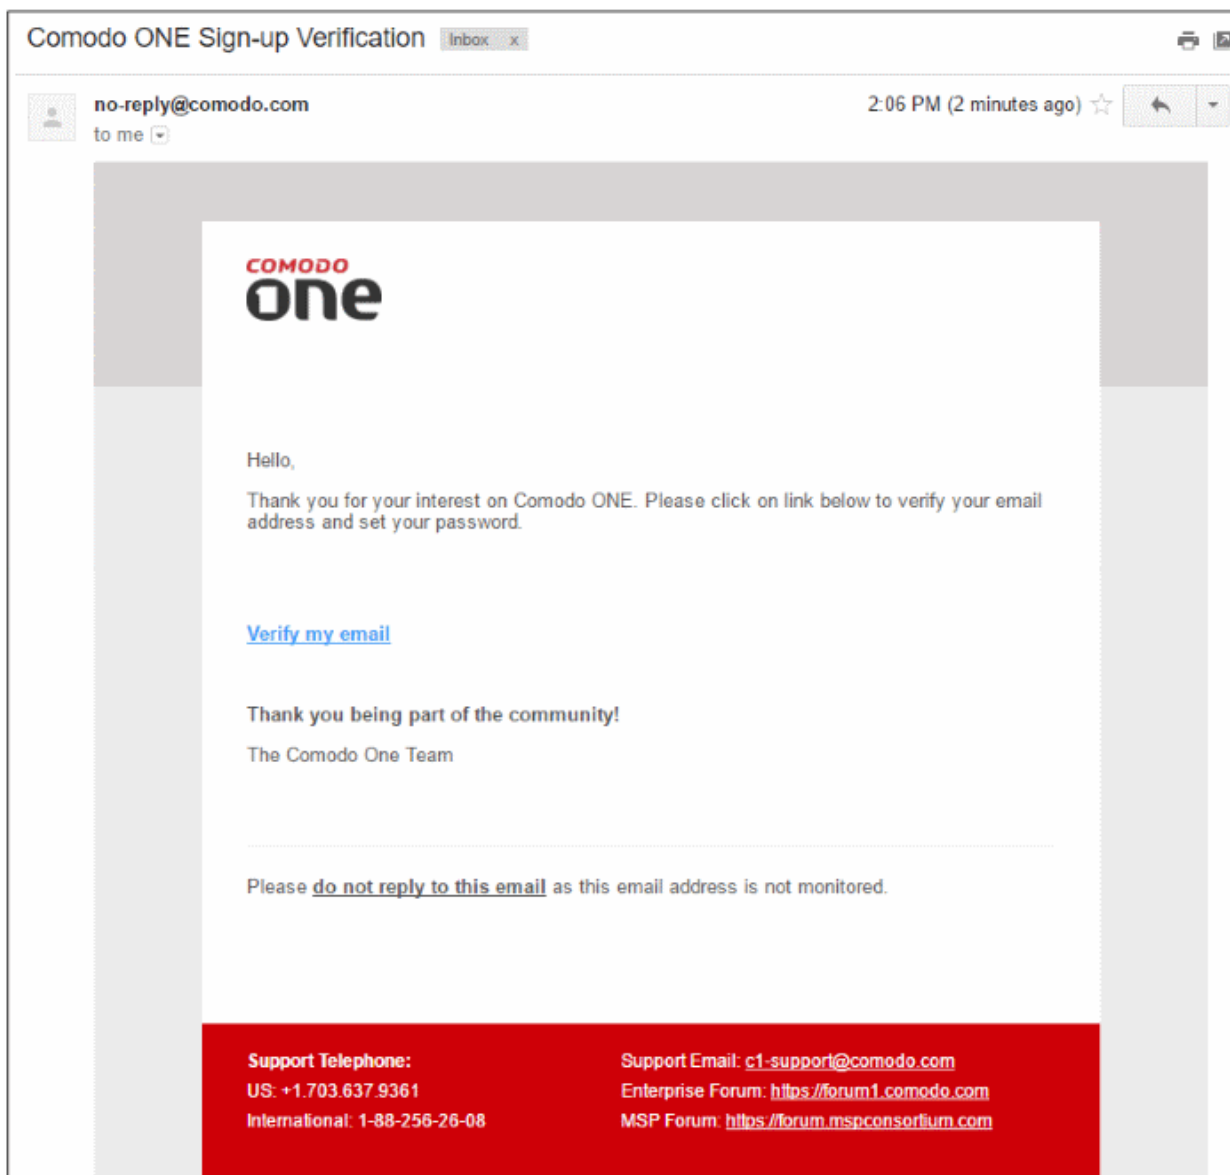 Comodo ONE Sign-up Verification Inbox x
no-reply@comodo.com 2:06 PM (2 minutes ago)
to me
COMODO
one
Hello,
Thank you for your interest on Comodo ONE. Please click on link below to verify your email
address and set your password.
Verify my email
Thank you being part of the community!
The Comodo One Team
Please do not reply to this email as this email address is not monitored.
Support Telephone: Support Email: c1-support@comodo.com
US: +1.703.637.9361 Enterprise Forum: https://forum1.comodo.com
International: 1-88-256-26-08 MSP Forum: https://forum.mspconsortium.com